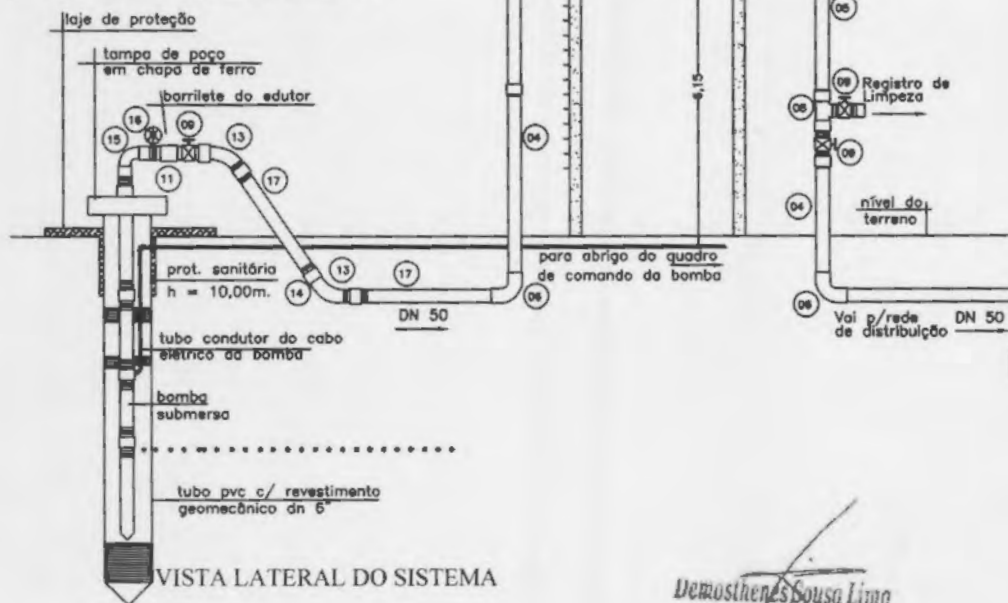 laje de proteção
tampa de poço
em chapa de ferro
barrilete do edutor
16
09
15
13
11
17
prot. sanitária
h = 10,00m.
14
13
17
DN 50
06
04
tubo condutor do cabo
elétrico da bomba
bomba
submersa
tubo pvc c/ revestimento
geomecânico dn 6"
VISTA LATERAL DO SISTEMA
6,15
para abrigo do quadro
de comando da bomba
05
09
Registro de
Limpeza
04
nível do
terreno
Vai p/rede
de distribuição
DN 50
Demosthenes Sousa Lima